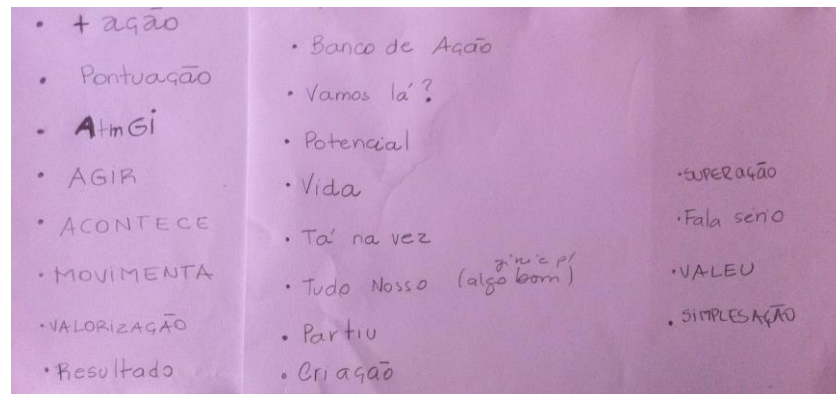 • + ação
• Pontuação
• AtmGi
• AGIR
• ACONTECE
• MOVIMENTA
• VALORIZAÇÃO
• Resultado
• Banco de Ação
• Vamos lá?
• Potencial
• Vida
• Tá na vez
• Tudo Nosso (algo bom)
• Partiu
• Criação
• SUPERação
• Fala sério
• VALEU
• SIMPLESAÇÃO